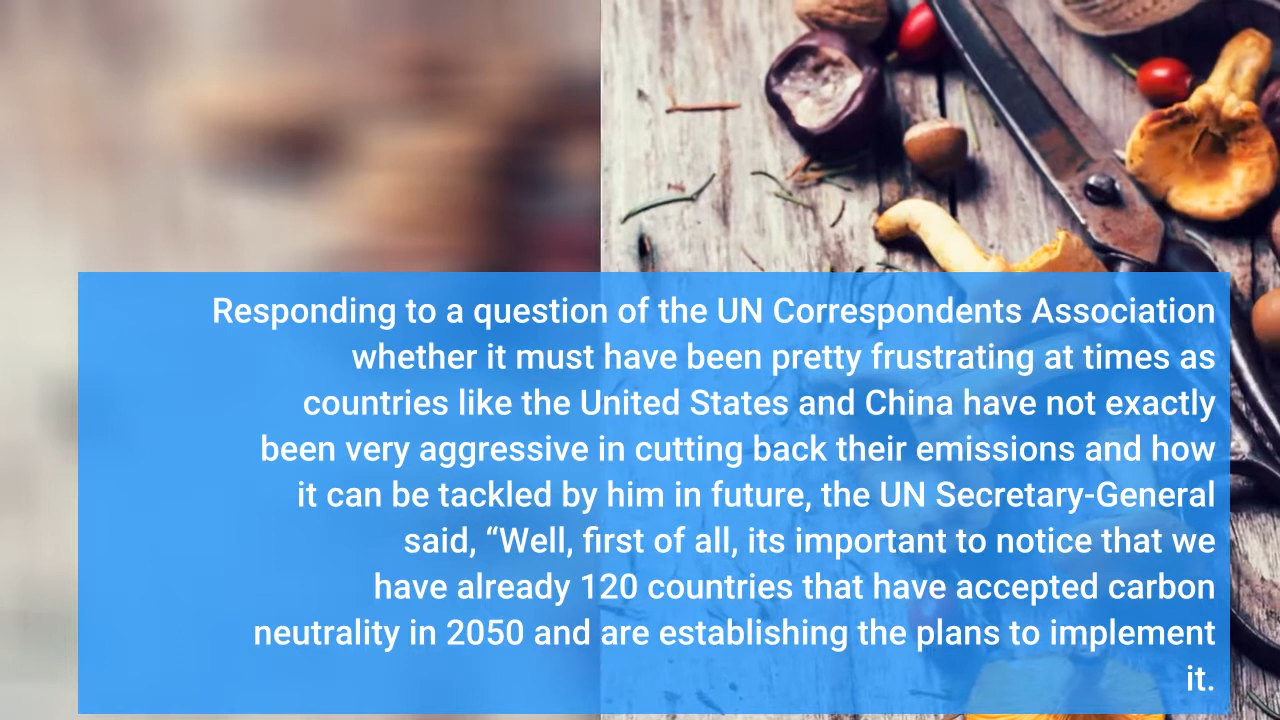 Responding to a question of the UN Correspondents Association
whether it must have been pretty frustrating at times as
countries like the United States and China have not exactly
been very aggressive in cutting back their emissions and how
it can be tackled by him in future, the UN Secretary-General
said, “Well, first of all, its important to notice that we
have already 120 countries that have accepted carbon
neutrality in 2050 and are establishing the plans to implement
it.